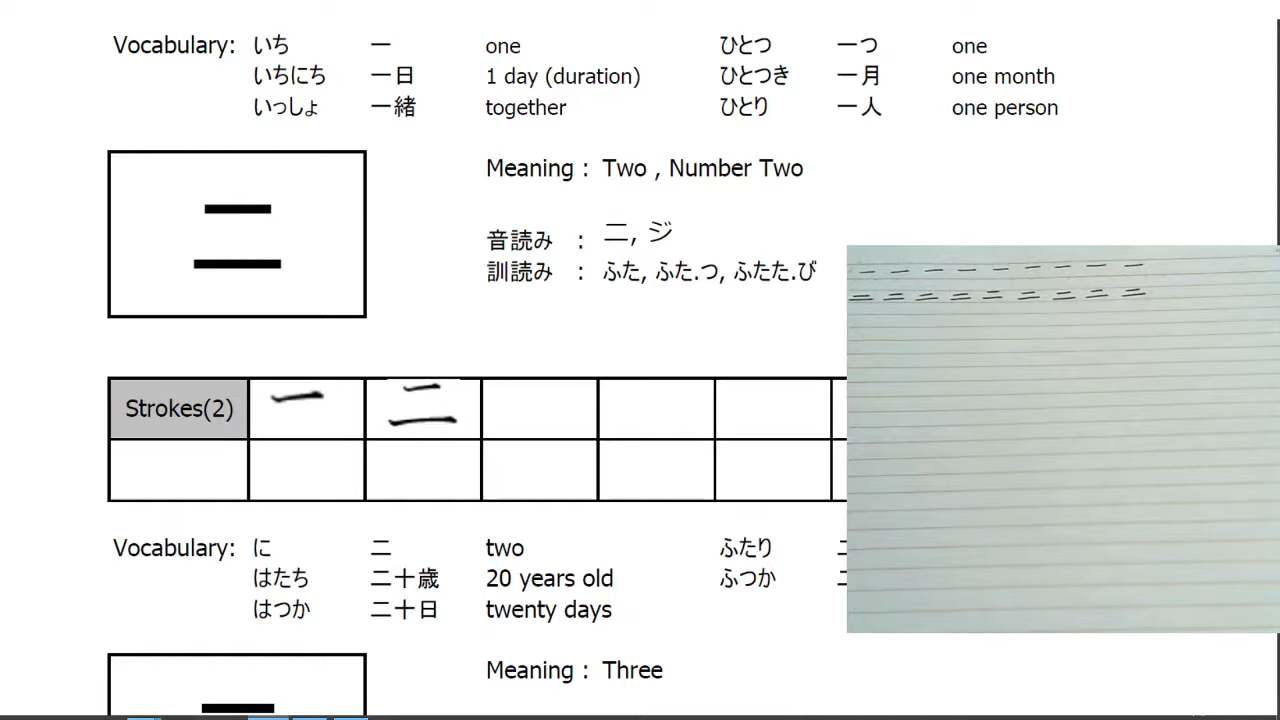 Vocabulary: いち 一 one ひとつ 一つ one
いちにち 一日 1 day (duration) ひとつき 一月 one month
いっしょ 一緒 together ひとり 一人 one person
二
Meaning : Two , Number Two
音読み : ニ, ジ
訓読み : ふた, ふた.つ, ふたた.び
一 一 一 一 一 一 一 一 一
二 二 二 二 二 二 二 二 二
Strokes(2) 一 二
Vocabulary: に 二 two ふたり
はたち 二十歳 20 years old ふつか
はつか 二十日 twenty days
Meaning : Three